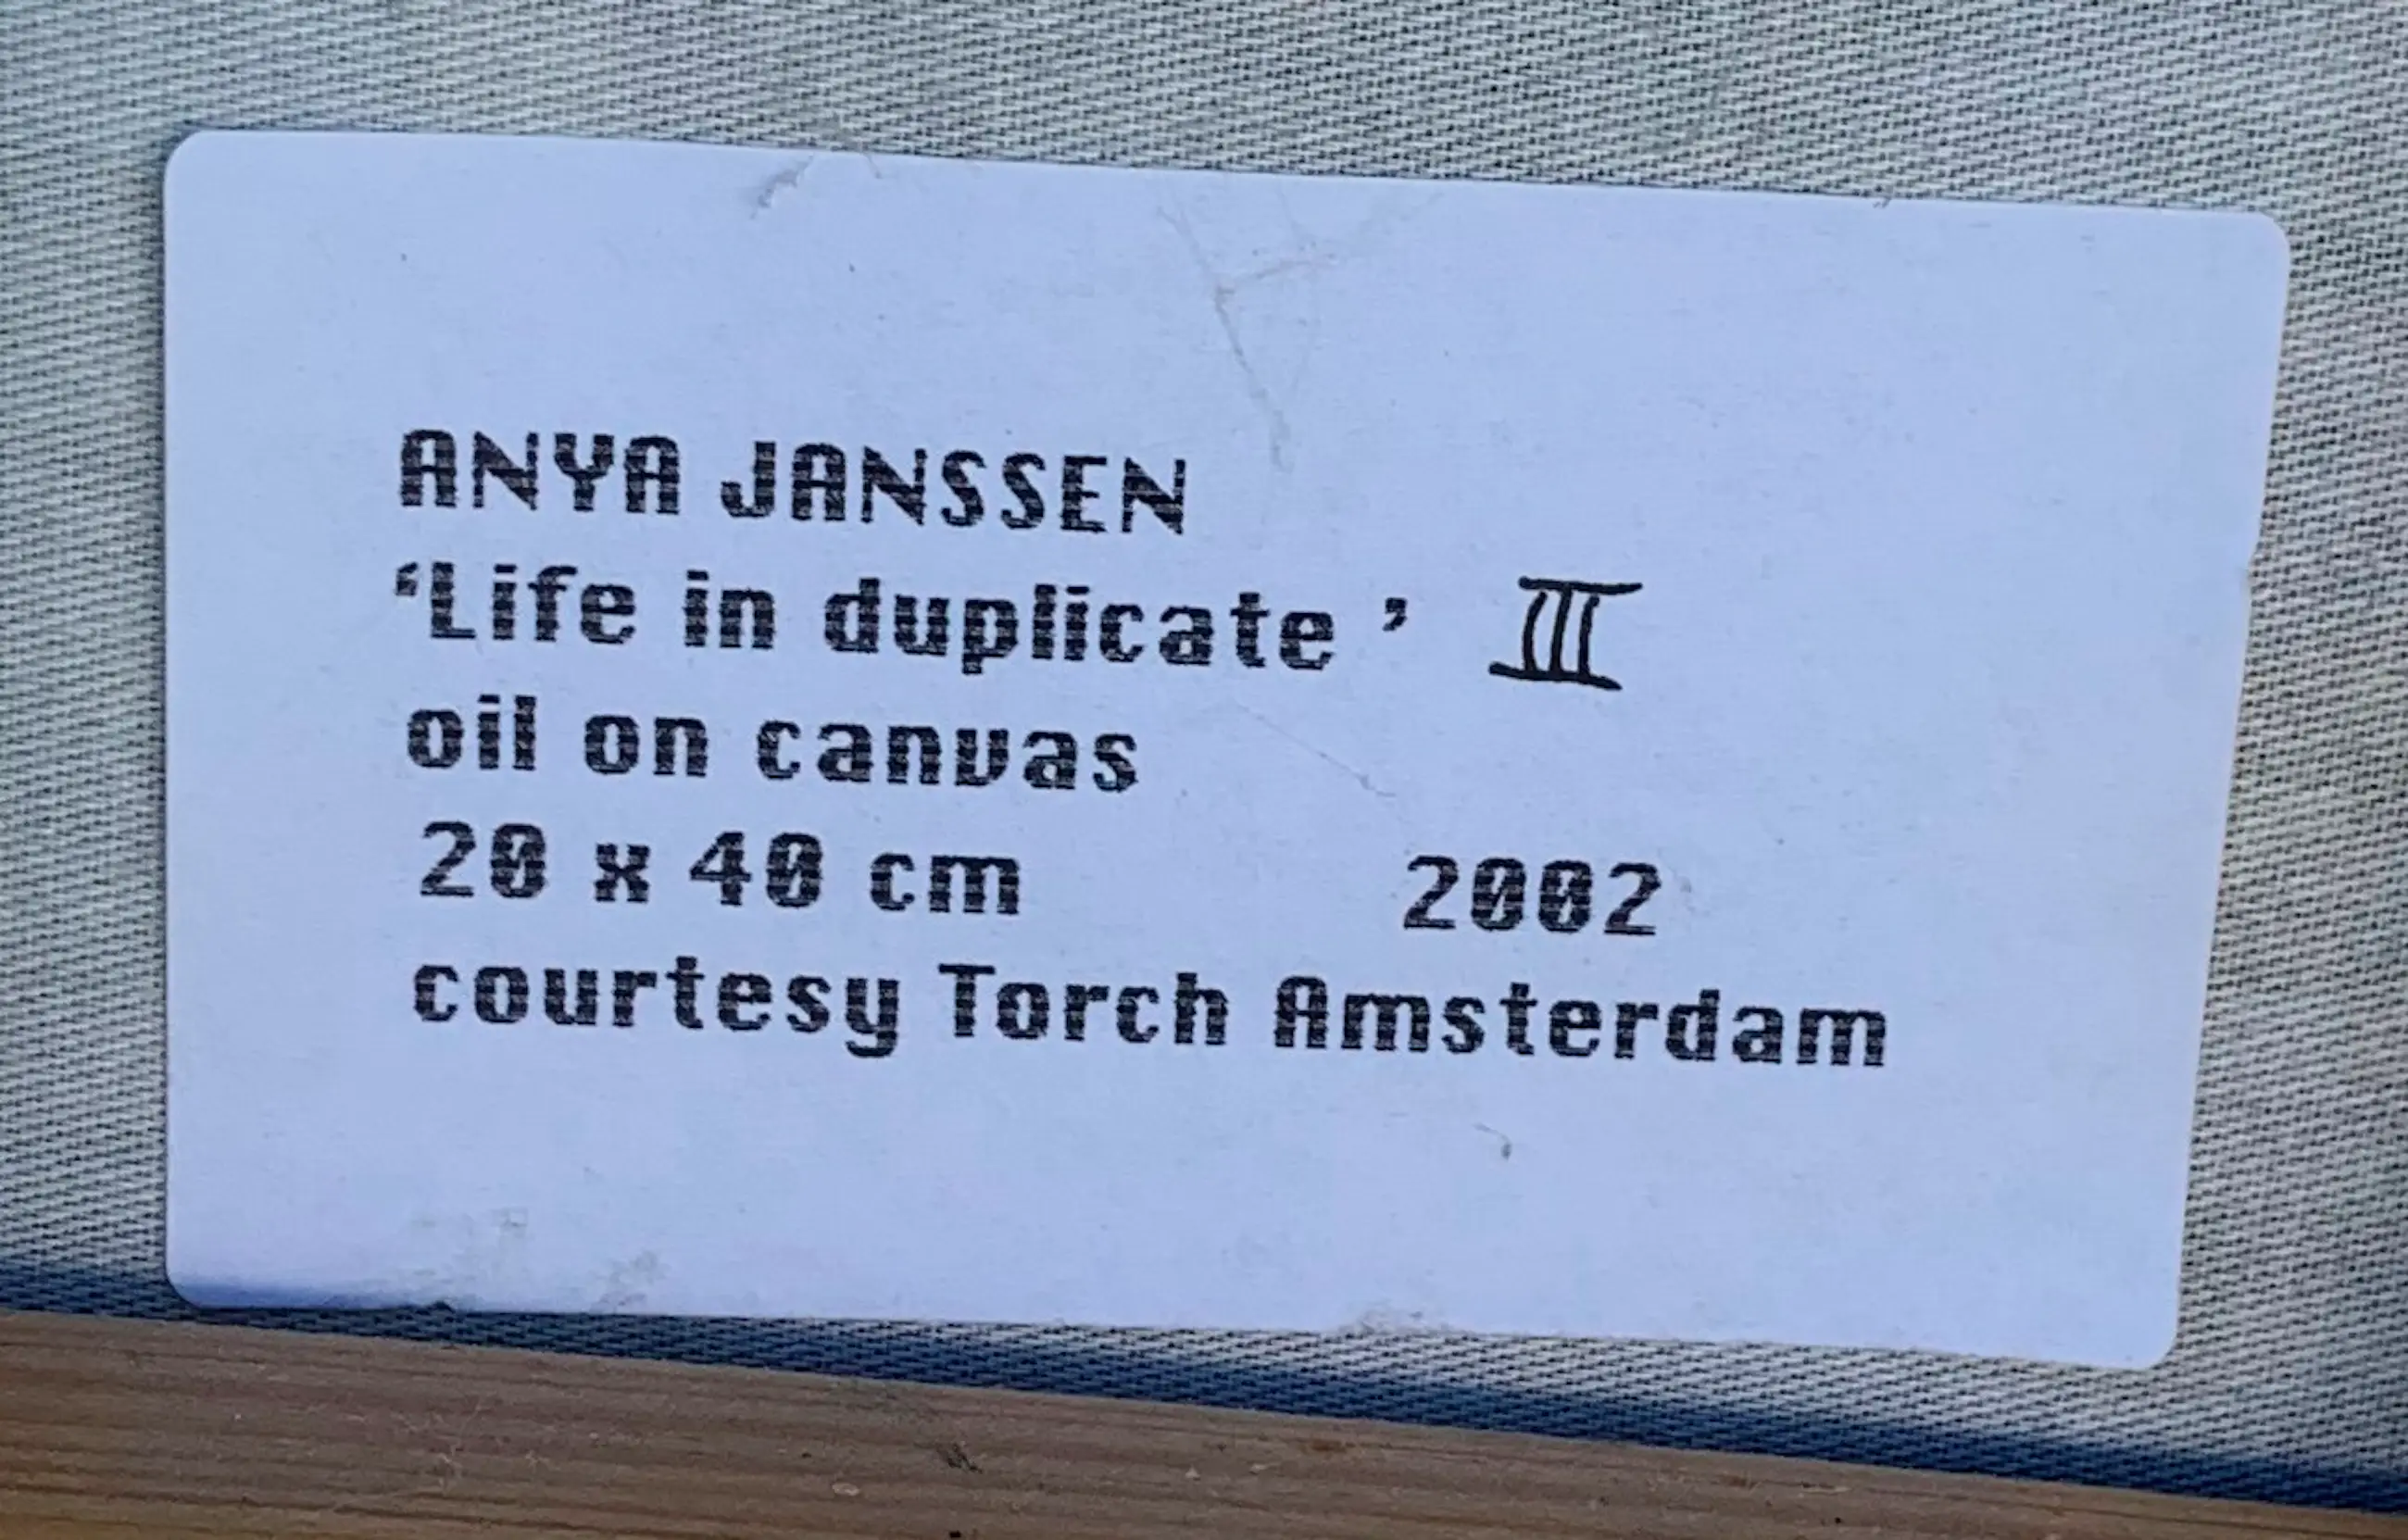 ANYA JANSSEN
‘Life in duplicate ’ III
oil on canvas
20 x 40 cm 2002
courtesy Torch Amsterdam